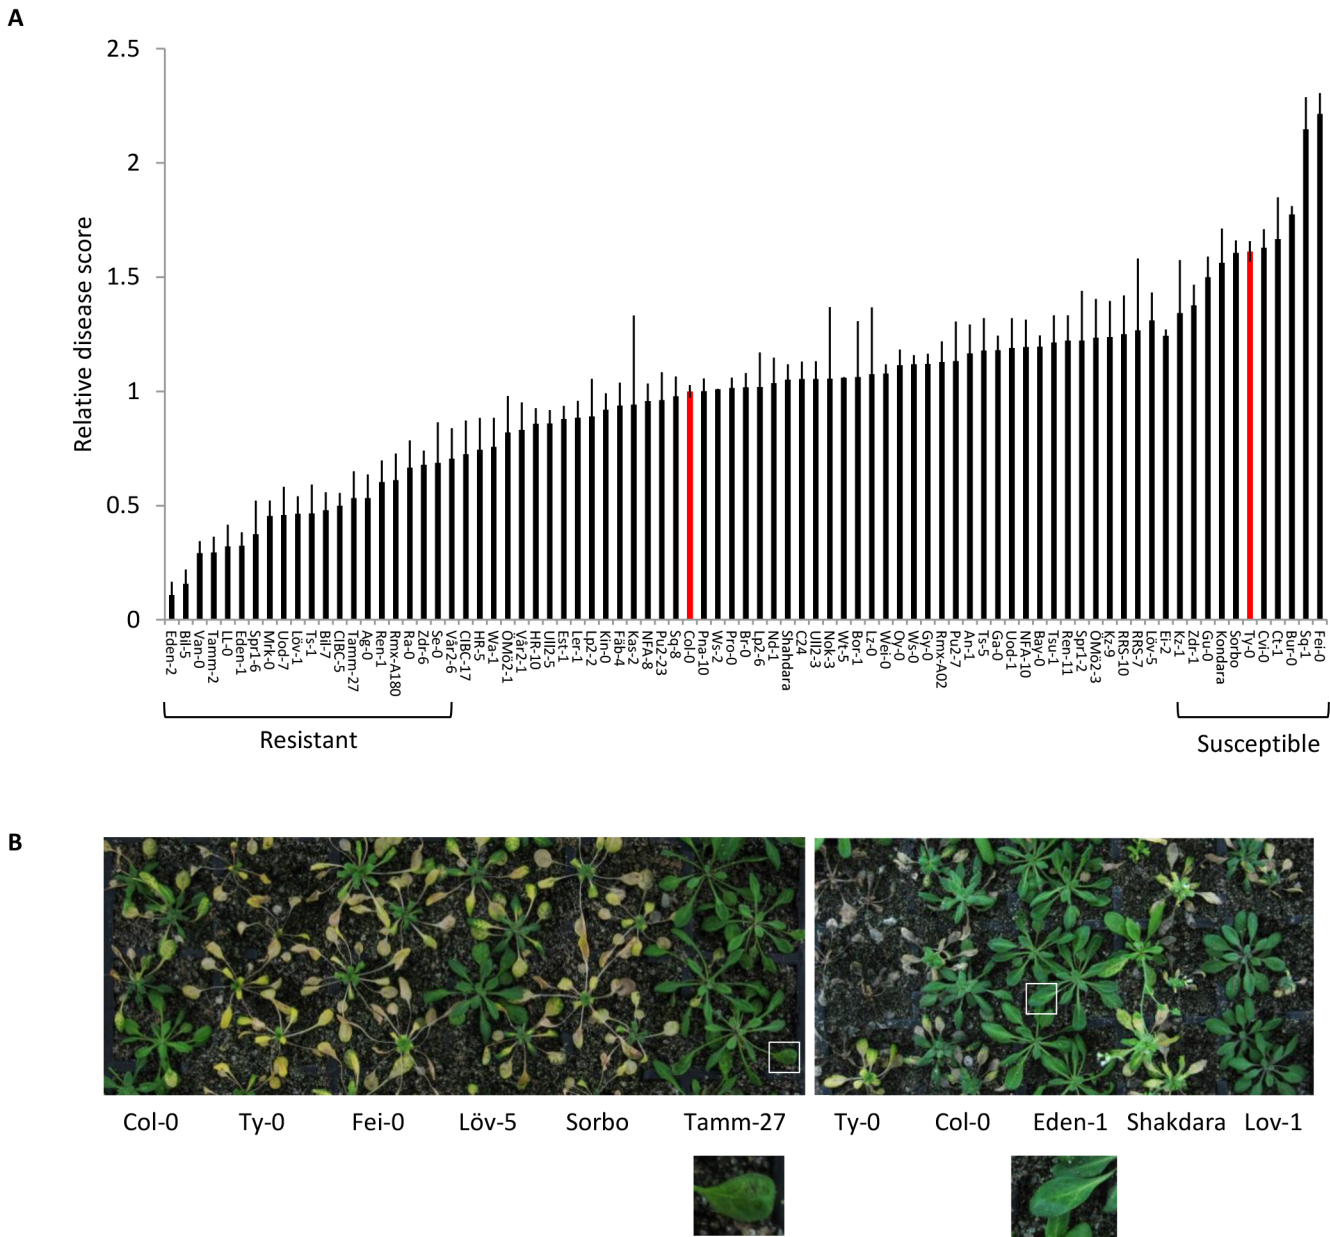 A
2.5
2
1.5
1
0.5
0
Relative disease score
Eden-2
Bil-5
Van-0
Tamm-2
LL-0
Eden-1
Spr1-6
Mrk-0
Uod-7
Löv-1
Ts-1
Bil-7
CIBC-5
Tamm-27
Ag-0
Ren-1
Rmx-A180
Ra-0
Zdr-6
Se-0
Vår2-6
CIBC-17
HR-5
Wa-1
ÖMö2-1
Vår2-1
HR-10
Ull2-5
Est-1
Ler-1
Lp2-2
Kin-0
Fäb-4
Kas-2
NFA-8
Pu2-23
Sq-8
Col-0
Pna-10
Ws-2
Pro-0
Br-0
Lp2-6
Nd-1
Shahdara
C24
Ull2-3
Nok-3
Wt-5
Bor-1
Lz-0
Wei-0
Oy-0
Ws-0
Gy-0
Rmx-A02
Pu2-7
An-1
Ts-5
Ga-0
Uod-1
NFA-10
Bay-0
Tsu-1
Ren-11
Spr1-2
ÖMö2-3
Kz-9
RRS-10
RRS-7
Löv-5
Ei-2
Kz-1
Zdr-1
Gu-0
Kondara
Sorbo
Ty-0
Cvi-0
Ct-1
Bur-0
Sq-1
Fei-0
Resistant
Susceptible
B
Col-0 Ty-0 Fei-0 Löv-5 Sorbo Tamm-27 Ty-0 Col-0 Eden-1 Shakdara Lov-1